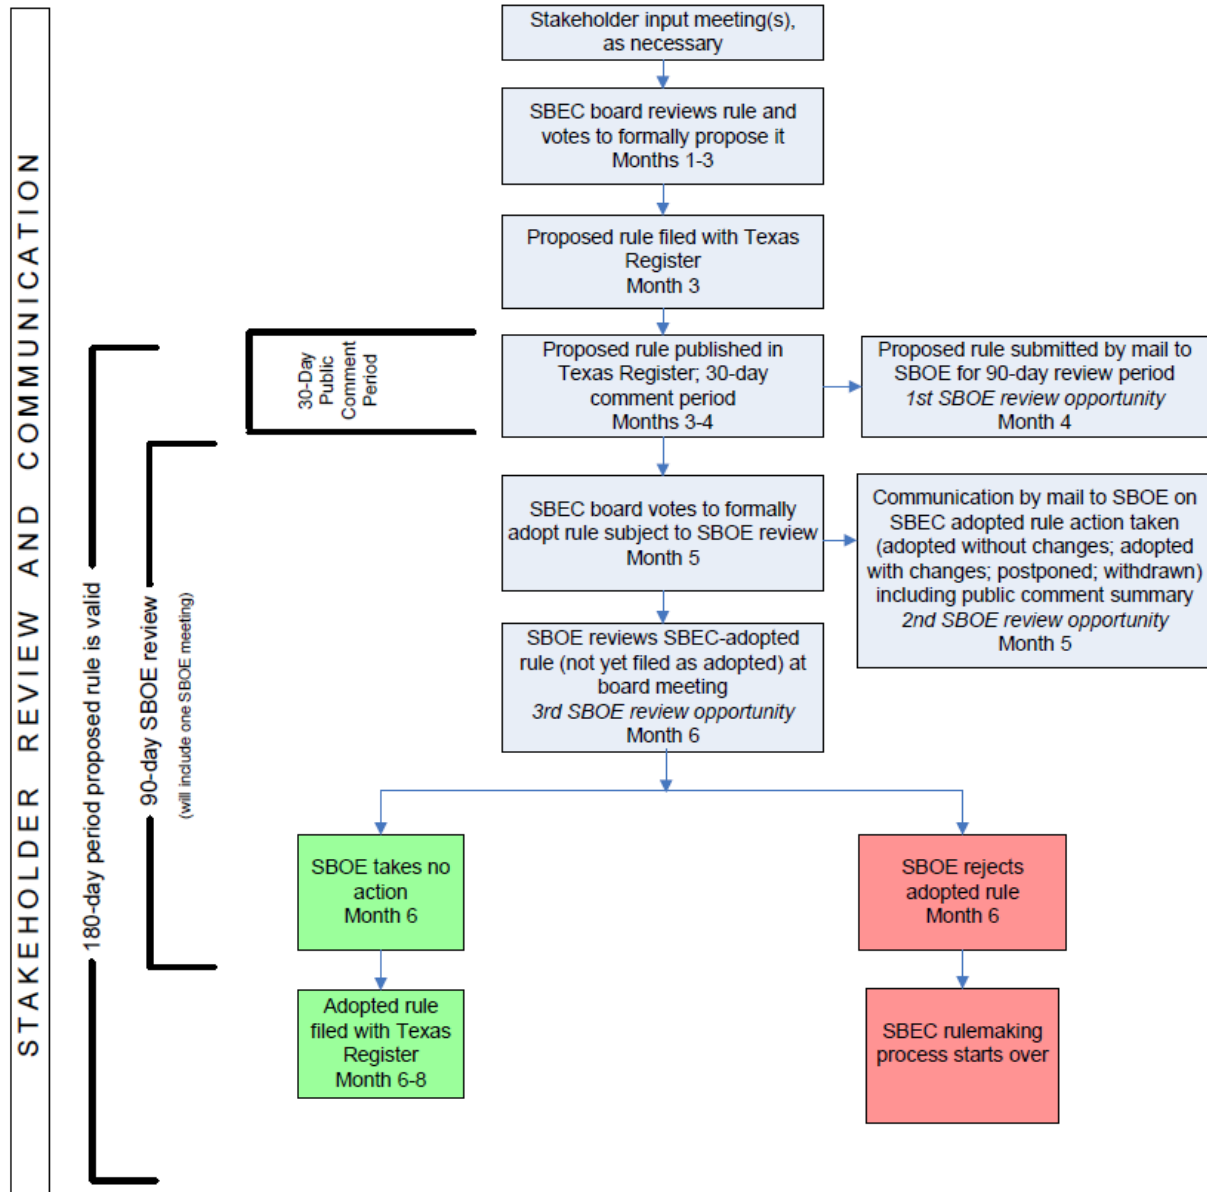 STAKEHOLDER REVIEW AND COMMUNICATION
Stakeholder input meeting(s),
as necessary
SBEC board reviews rule and
votes to formally propose it
Months 1-3
Proposed rule filed with Texas
Register
Month 3
180-day period proposed rule is valid
90-day SBOE review
(will include one SBOE meeting)
30-Day
Public
Comment
Period
Proposed rule published in
Texas Register; 30-day
comment period
Months 3-4
Proposed rule submitted by mail to
SBOE for 90-day review period
1st SBOE review opportunity
Month 4
SBEC board votes to formally
adopt rule subject to SBOE review
Month 5
Communication by mail to SBOE on
SBEC adopted rule action taken
(adopted without changes; adopted
with changes; postponed; withdrawn)
including public comment summary
2nd SBOE review opportunity
Month 5
SBOE reviews SBEC-adopted
rule (not yet filed as adopted) at
board meeting
3rd SBOE review opportunity
Month 6
SBOE takes no
action
Month 6
SBOE rejects
adopted rule
Month 6
Adopted rule
filed with Texas
Register
Month 6-8
SBEC rulemaking
process starts over